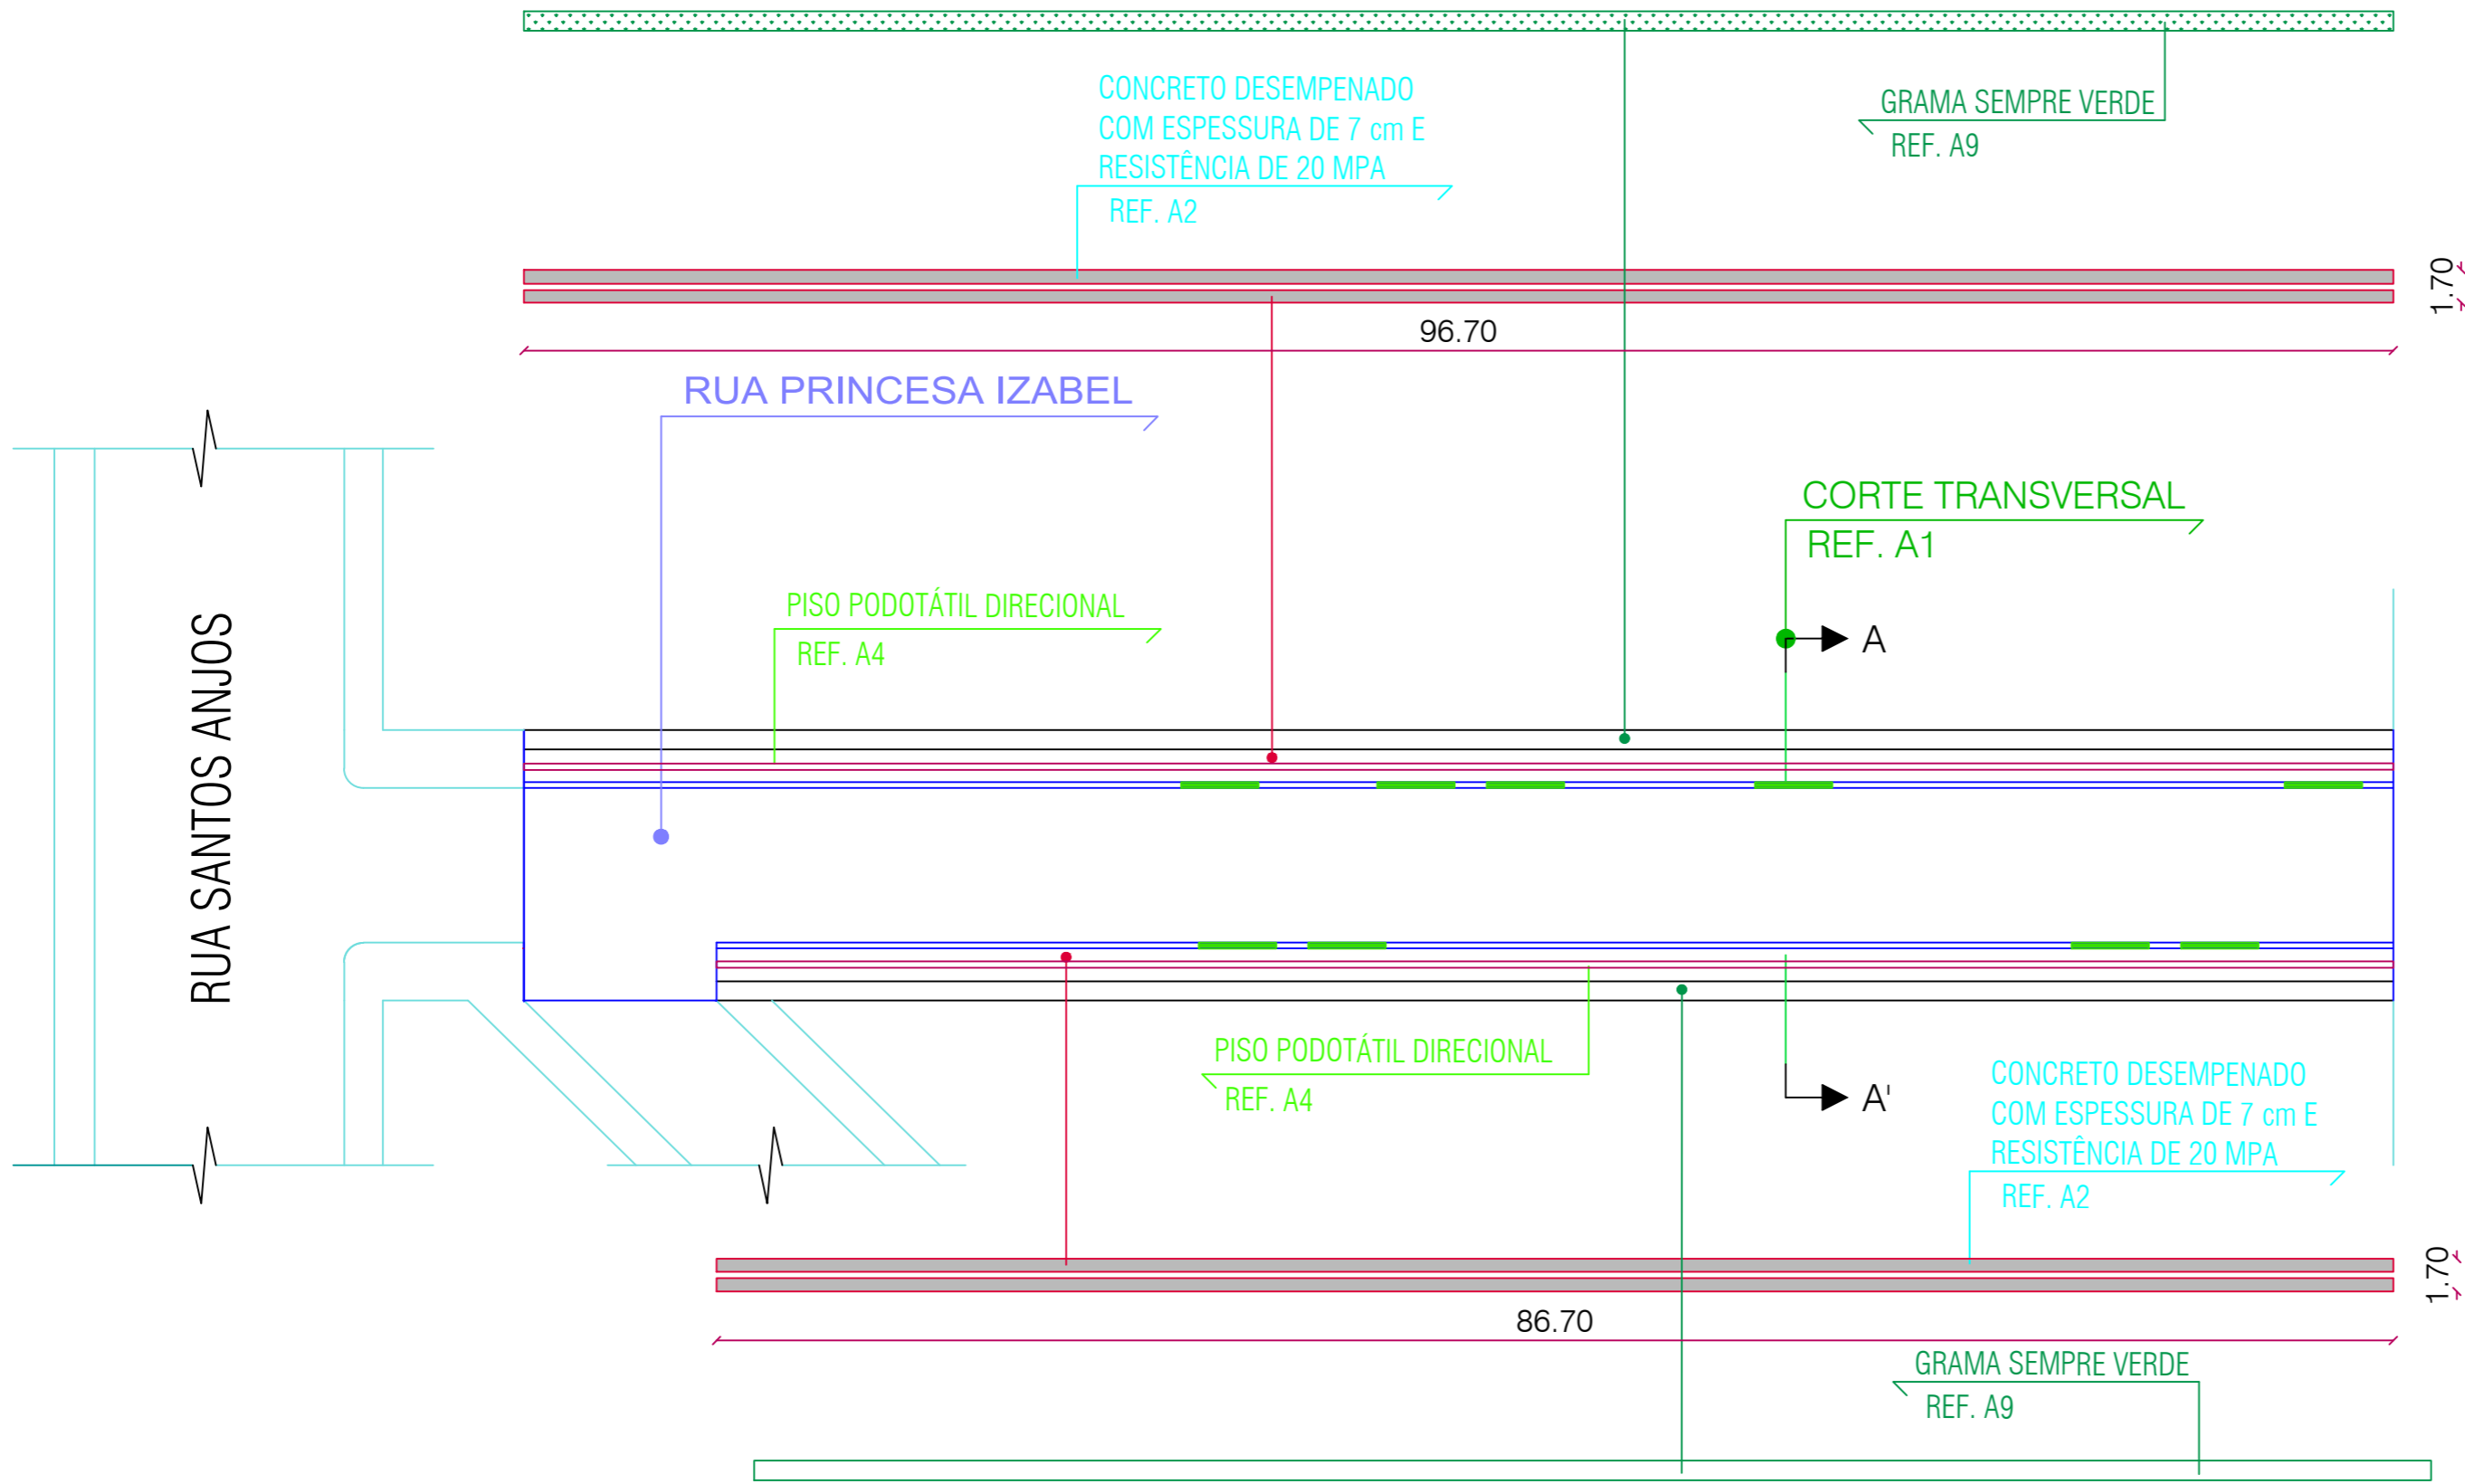 CONCRETO DESEMPENADO
COM ESPESSURA DE 7 cm E
RESISTÊNCIA DE 20 MPA
REF. A2
GRAMA SEMPRE VERDE
REF. A9
1.70
96.70
RUA PRINCESA IZABEL
CORTE TRANSVERSAL
REF. A1
PISO PODOTÁTIL DIRECIONAL
REF. A4
A
RUA SANTOS ANJOS
PISO PODOTÁTIL DIRECIONAL
REF. A4
A'
CONCRETO DESEMPENADO
COM ESPESSURA DE 7 cm E
RESISTÊNCIA DE 20 MPA
REF. A2
1.70
86.70
GRAMA SEMPRE VERDE
REF. A9